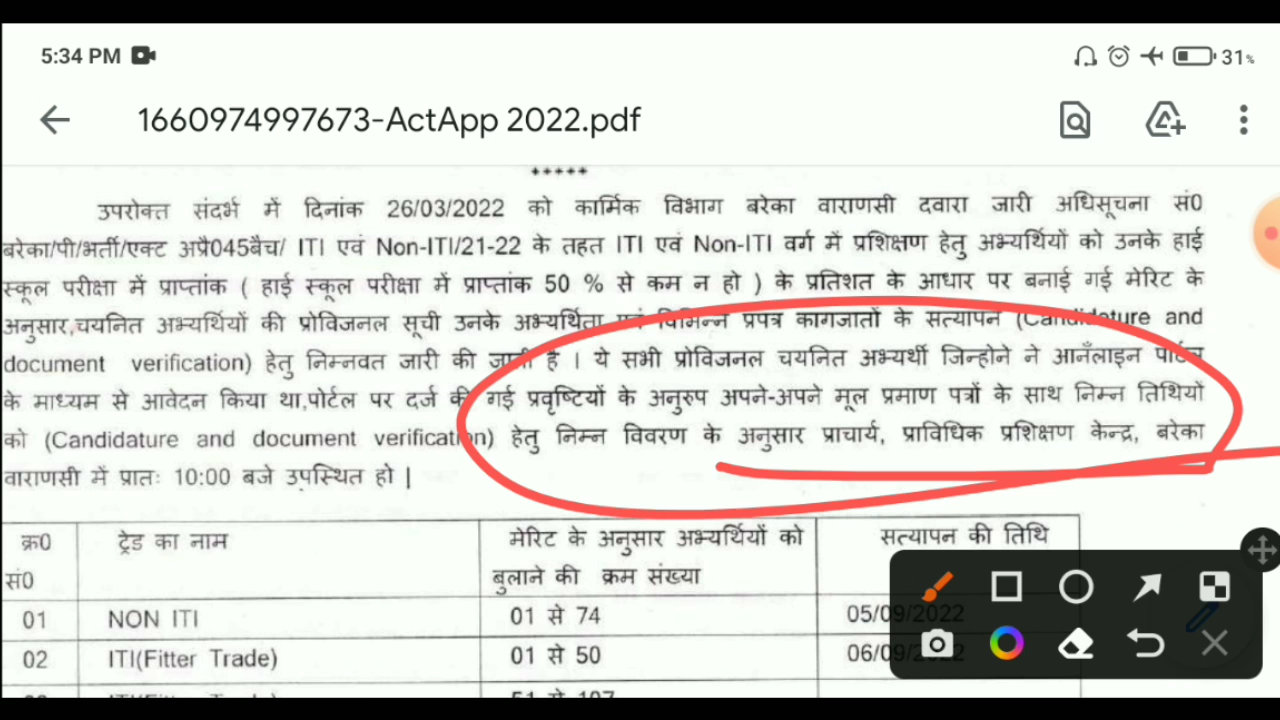 5:34 PM
31%
1660974997673-ActApp 2022.pdf
*****
उपरोक्त संदर्भ में दिनांक 26/03/2022 को कार्मिक विभाग बरेका वाराणसी दवारा जारी अधिसूचना सं0
बरेका/पी/भर्ती/एक्ट अप्रै045बैच/ ITI एवं Non-ITI/21-22 के तहत ITI एवं Non-ITI वर्ग में प्रशिक्षण हेतु अभ्यर्थियों को उनके हाई
स्कूल परीक्षा में प्राप्तांक ( हाई स्कूल परीक्षा में प्राप्तांक 50 % से कम न हो ) के प्रतिशत के आधार पर बनाई गई मेरिट के
अनुसार,चयनित अभ्यर्थियों की प्रोविजनल सूची उनके अभ्यर्थिता एवं विभिन्न प्रपत्र कागजातों के सत्यापन (Candidature and
document verification) हेतु निम्नवत जारी की जाती है । ये सभी प्रोविजनल चयनित अभ्यर्थी जिन्होने ने आनँलाइन पोर्टल
के माध्यम से आवेदन किया था,पोर्टल पर दर्ज की गई प्रवृष्टियों के अनुरुप अपने-अपने मूल प्रमाण पत्रों के साथ निम्न तिथियों
को (Candidature and document verification) हेतु निम्न विवरण के अनुसार प्राचार्य, प्राविधिक प्रशिक्षण केन्द्र, बरेका
वाराणसी में प्रातः 10:00 बजे उपस्थित हो |
क्र0 सं0
ट्रेड का नाम
मेरिट के अनुसार अभ्यर्थियों को
बुलाने की क्रम संख्या
सत्यापन की तिथि
01 NON ITI 01 से 74 05/09/2022
02 ITI(Fitter Trade) 01 से 50 06/09/2022